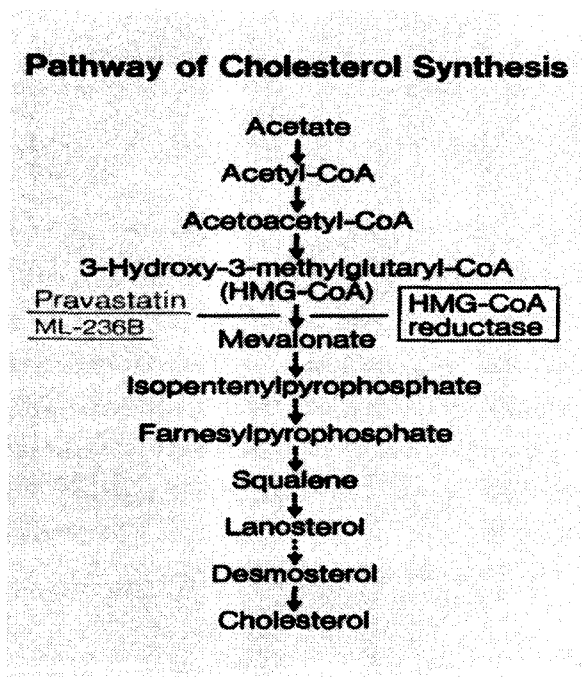 Pathway of Cholesterol Synthesis
Acetate
Acetyl-CoA
Acetoacetyl-CoA
3-Hydroxy-3-methylglutaryl-CoA
(HMG-CoA)
Pravastatin
ML-236B
HMG-CoA
reductase
Mevalonate
Isopentenylpyrophosphate
Farnesylpyrophosphate
Squalene
Lanosterol
Desmosterol
Cholesterol